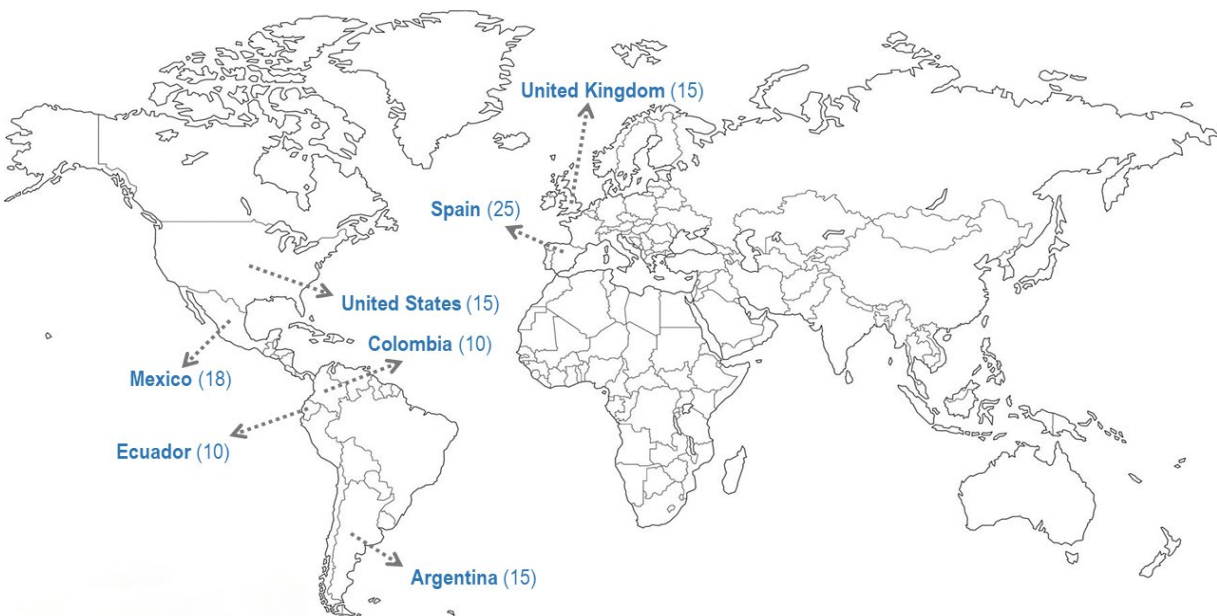 United Kingdom (15)
Spain (25)
United States (15)
Colombia (10)
Mexico (18)
Ecuador (10)
Argentina (15)